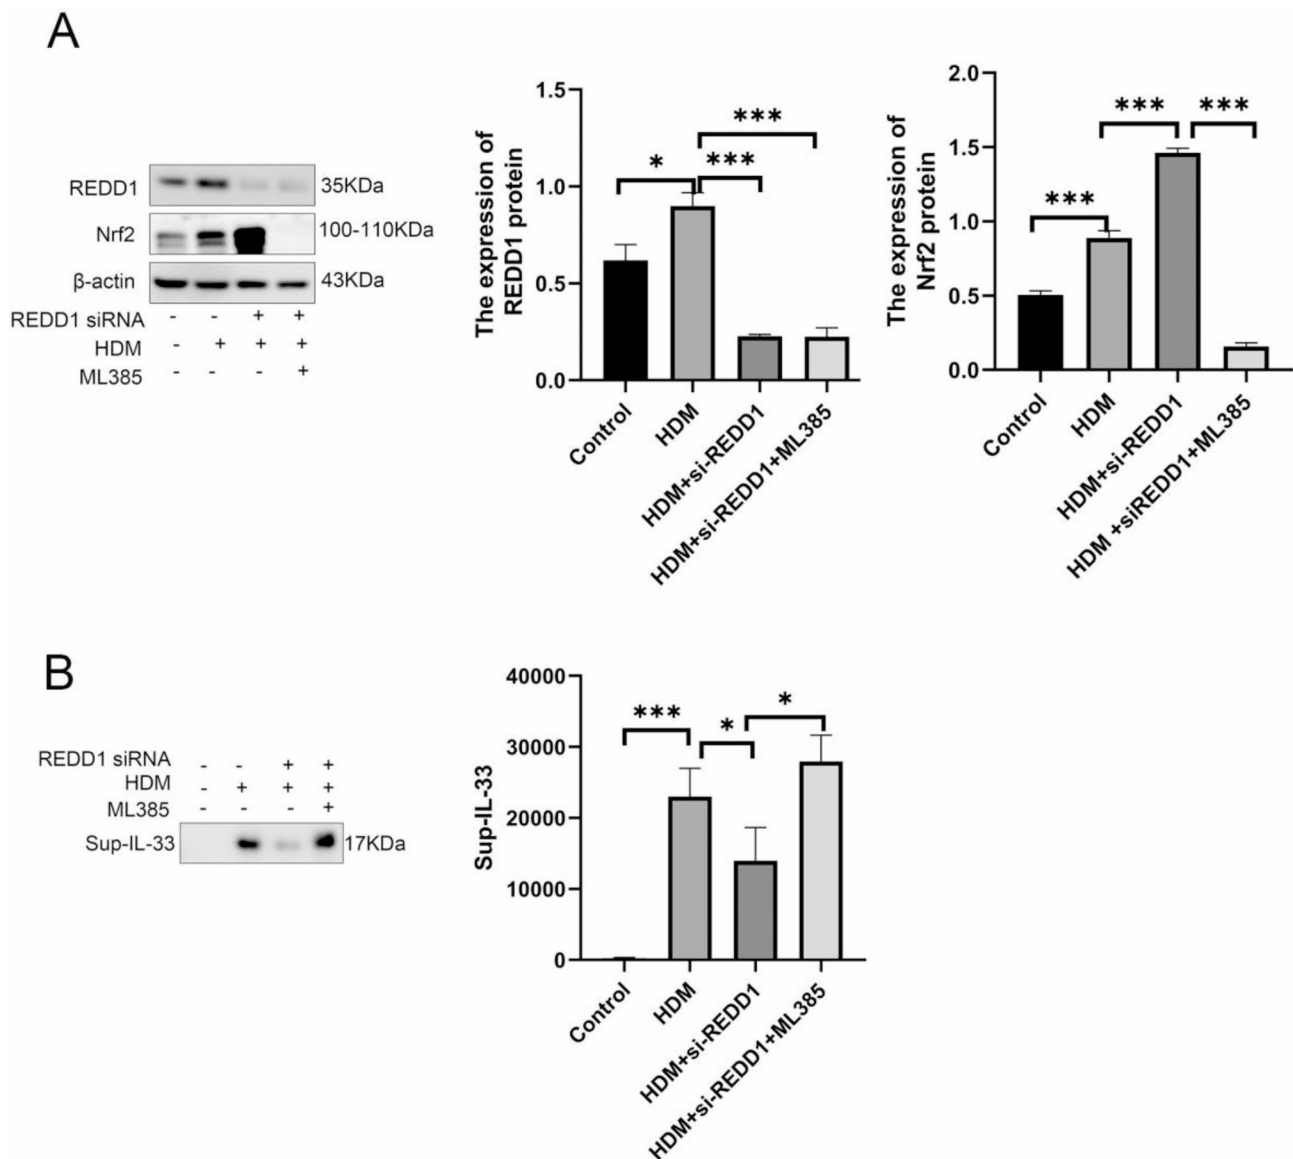 A
REDD1
35KDa
Nrf2
100-110KDa
β-actin
43KDa
REDD1 siRNA - - + +
HDM - + + +
ML385 - - - +
The expression of
REDD1 protein
1.5
1.0
0.5
0.0
*
***
***
Control
HDM
HDM+si-REDD1
HDM+si-REDD1+ML385
The expression of
Nrf2 protein
2.0
1.5
1.0
0.5
0.0
***
***
***
Control
HDM
HDM+si-REDD1
HDM +siREDD1+ML385
B
REDD1 siRNA - - + +
HDM - + + +
ML385 - - - +
Sup-IL-33
17KDa
Sup-IL-33
40000
30000
20000
10000
0
***
*
*
Control
HDM
HDM+si-REDD1
HDM+si-REDD1+ML385